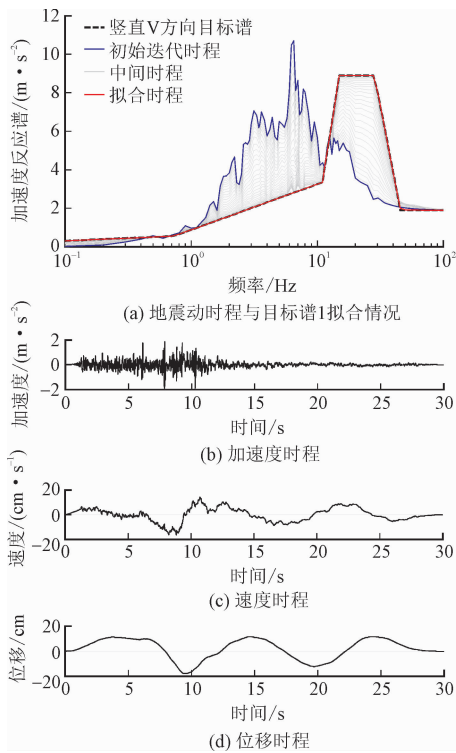 12
10
8
6
4
2
0
加速度反应谱/(m·s⁻²)
竖直V方向目标谱
初始迭代时程
中间时程
拟合时程
10⁻¹ 10⁰ 10¹ 10²
频率/Hz
(a) 地震动时程与目标谱1拟合情况
2
0
−2
加速度/(m·s⁻²)
0 5 10 15 20 25 30
时间/s
(b) 加速度时程
20
0
−20
速度/(cm·s⁻¹)
0 5 10 15 20 25 30
时间/s
(c) 速度时程
20
0
−20
位移/cm
0 5 10 15 20 25 30
时间/s
(d) 位移时程